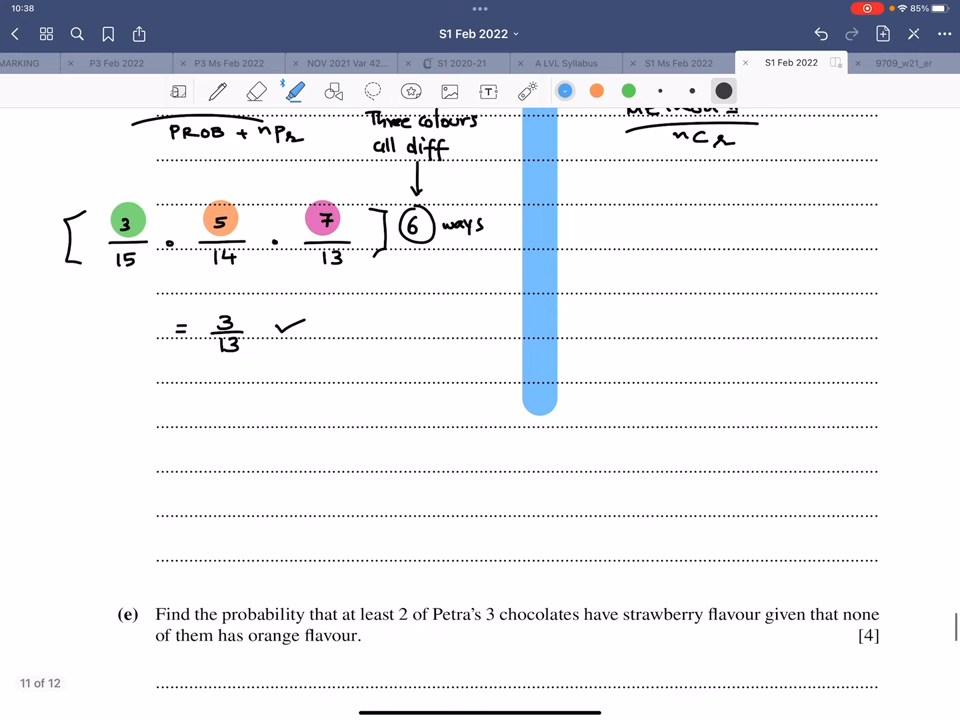 10:38
85%
S1 Feb 2022
MARKING
P3 Feb 2022
P3 Ms Feb 2022
NOV 2021 Var 42...
S1 2020-21
A LVL Syllabus
S1 Ms Feb 2022
S1 Feb 2022
9709_w21_er
PROB + nPr
Three colours
all diff
nCr
[ 3/15 · 5/14 · 7/13 ] 6 ways
= 3/13 ✓
(e) Find the probability that at least 2 of Petra's 3 chocolates have strawberry flavour given that none
of them has orange flavour. [4]
11 of 12